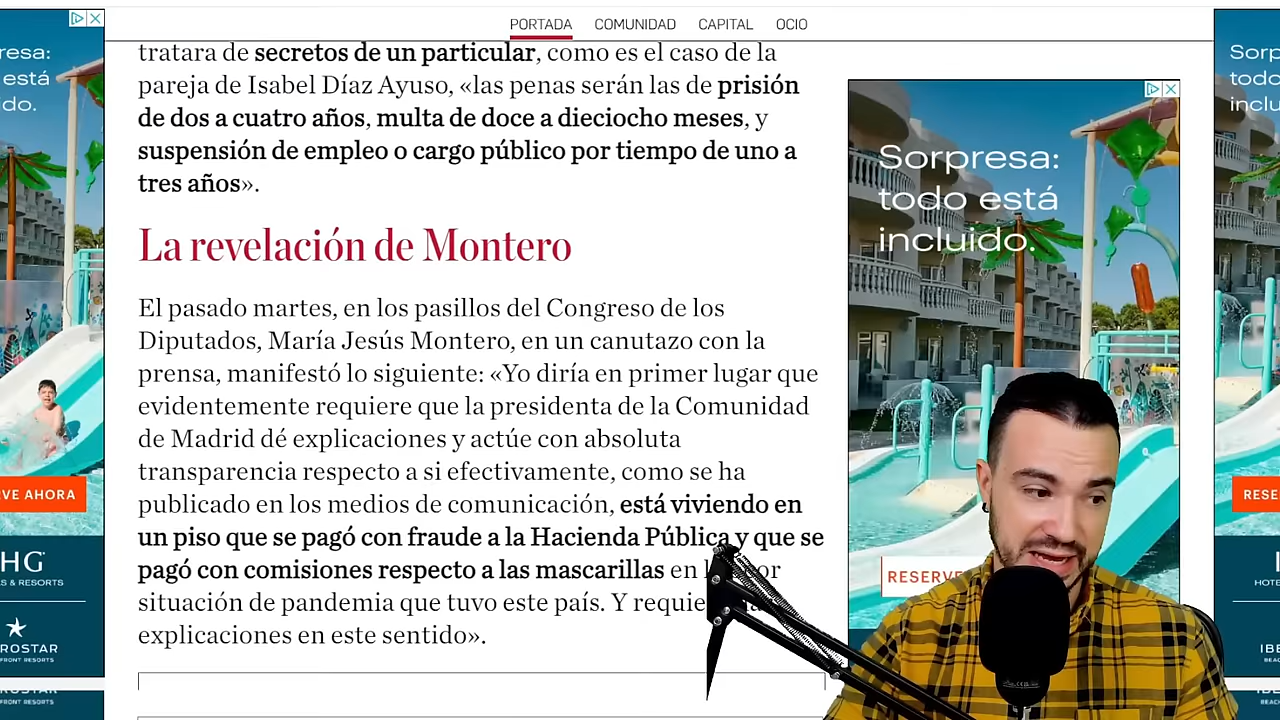 PORTADA COMUNIDAD CAPITAL OCIO
tratara de secretos de un particular, como es el caso de la
pareja de Isabel Díaz Ayuso, «las penas serán las de prisión
de dos a cuatro años, multa de doce a dieciocho meses, y
suspensión de empleo o cargo público por tiempo de uno a
tres años».
La revelación de Montero
El pasado martes, en los pasillos del Congreso de los
Diputados, María Jesús Montero, en un canutazo con la
prensa, manifestó lo siguiente: «Yo diría en primer lugar que
evidentemente requiere que la presidenta de la Comunidad
de Madrid dé explicaciones y actúe con absoluta
transparencia respecto a si efectivamente, como se ha
publicado en los medios de comunicación, está viviendo en
un piso que se pagó con fraude a la Hacienda Pública y que se
pagó con comisiones respecto a las mascarillas en
situación de pandemia que tuvo este país. Y
explicaciones en este sentido».
Sorpresa:
todo está
incluido.
RESERVE
resa:
está
ido.
VE AHORA
HG
S & RESORTS
ROSTAR
FRONT RESORTS
ROSTAR
FRONT RESORTS
Sorp
todo
inclu
RESE
HOTE
IBE
BEAC